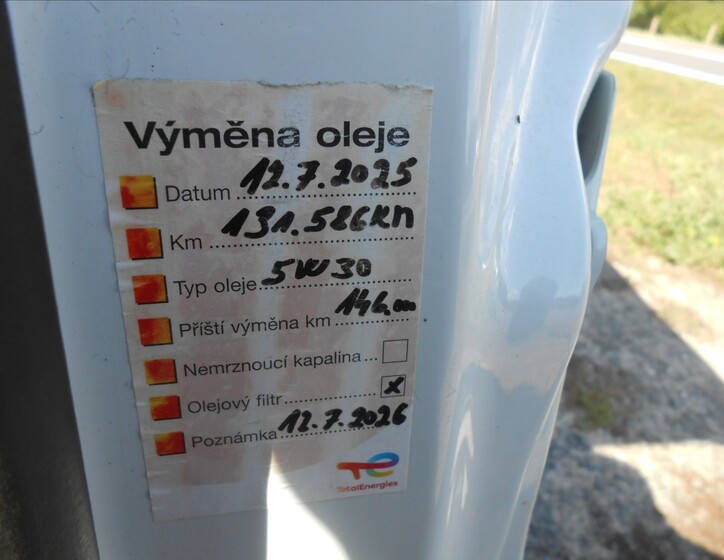 Výměna oleje
Datum 12.7.2025
Km 131.526KM
Typ oleje 5W30
Příští výměna km 146.000
Nemrznoucí kapalina...
Olejový filtr x
Poznámka 12.7.2026
TotalEnergies